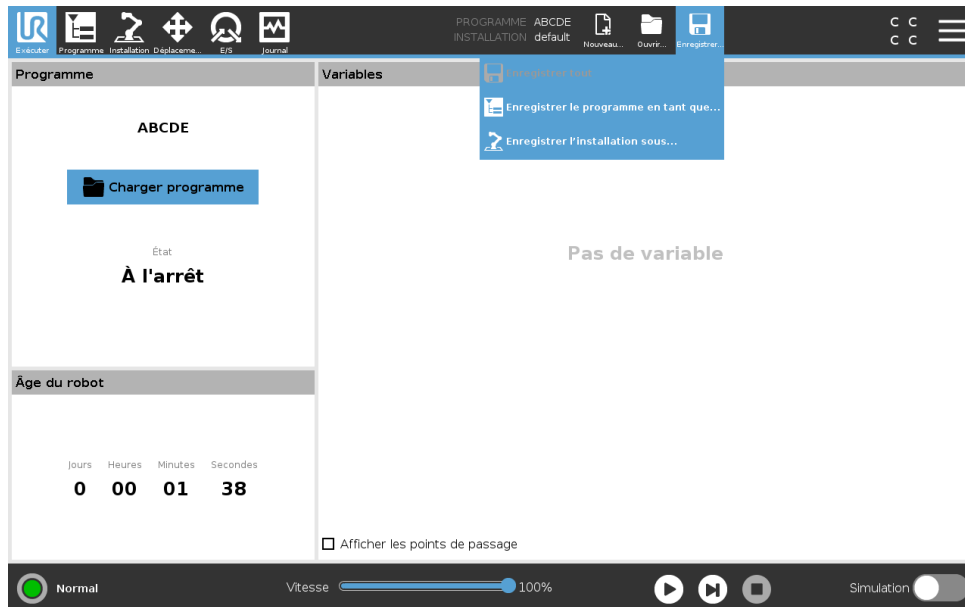 PROGRAMME ABCDE
INSTALLATION default
UR
Exécuter
Programme
Installation
Déplaceme...
E/S
Journal
Nouveau...
Ouvrir...
Enregistrer...
C C
C C
Programme
Variables
Enregistrer tout
Enregistrer le programme en tant que...
Enregistrer l'installation sous...
ABCDE
Charger programme
État
À l'arrêt
Pas de variable
Âge du robot
Jours Heures Minutes Secondes
0 00 01 38
Afficher les points de passage
Normal
Vitesse 100%
Simulation